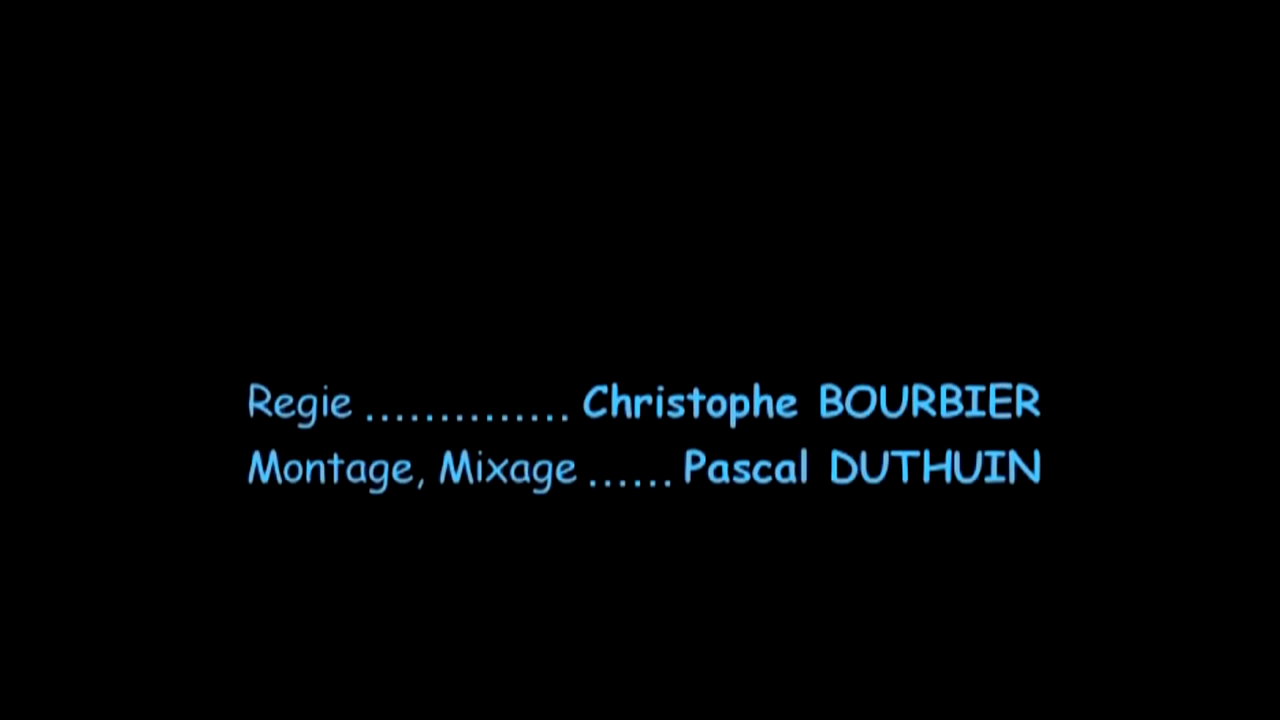 Regie .............. Christophe BOURBIER
Montage, Mixage ...... Pascal DUTHUIN